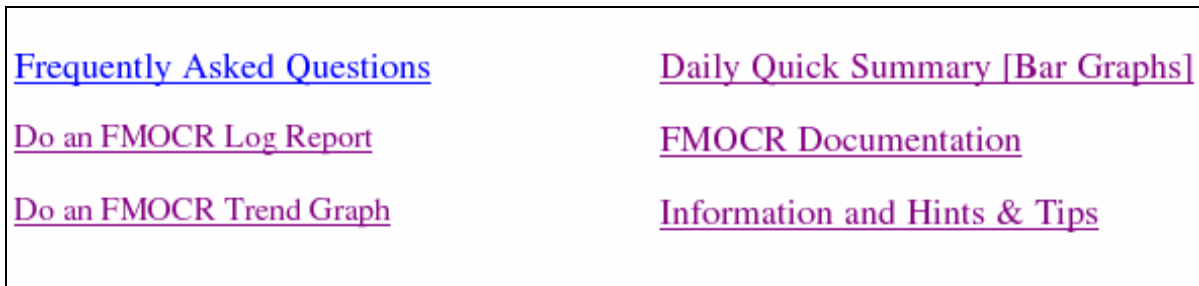 Frequently Asked Questions
Daily Quick Summary [Bar Graphs]
Do an FMOCR Log Report
FMOCR Documentation
Do an FMOCR Trend Graph
Information and Hints & Tips